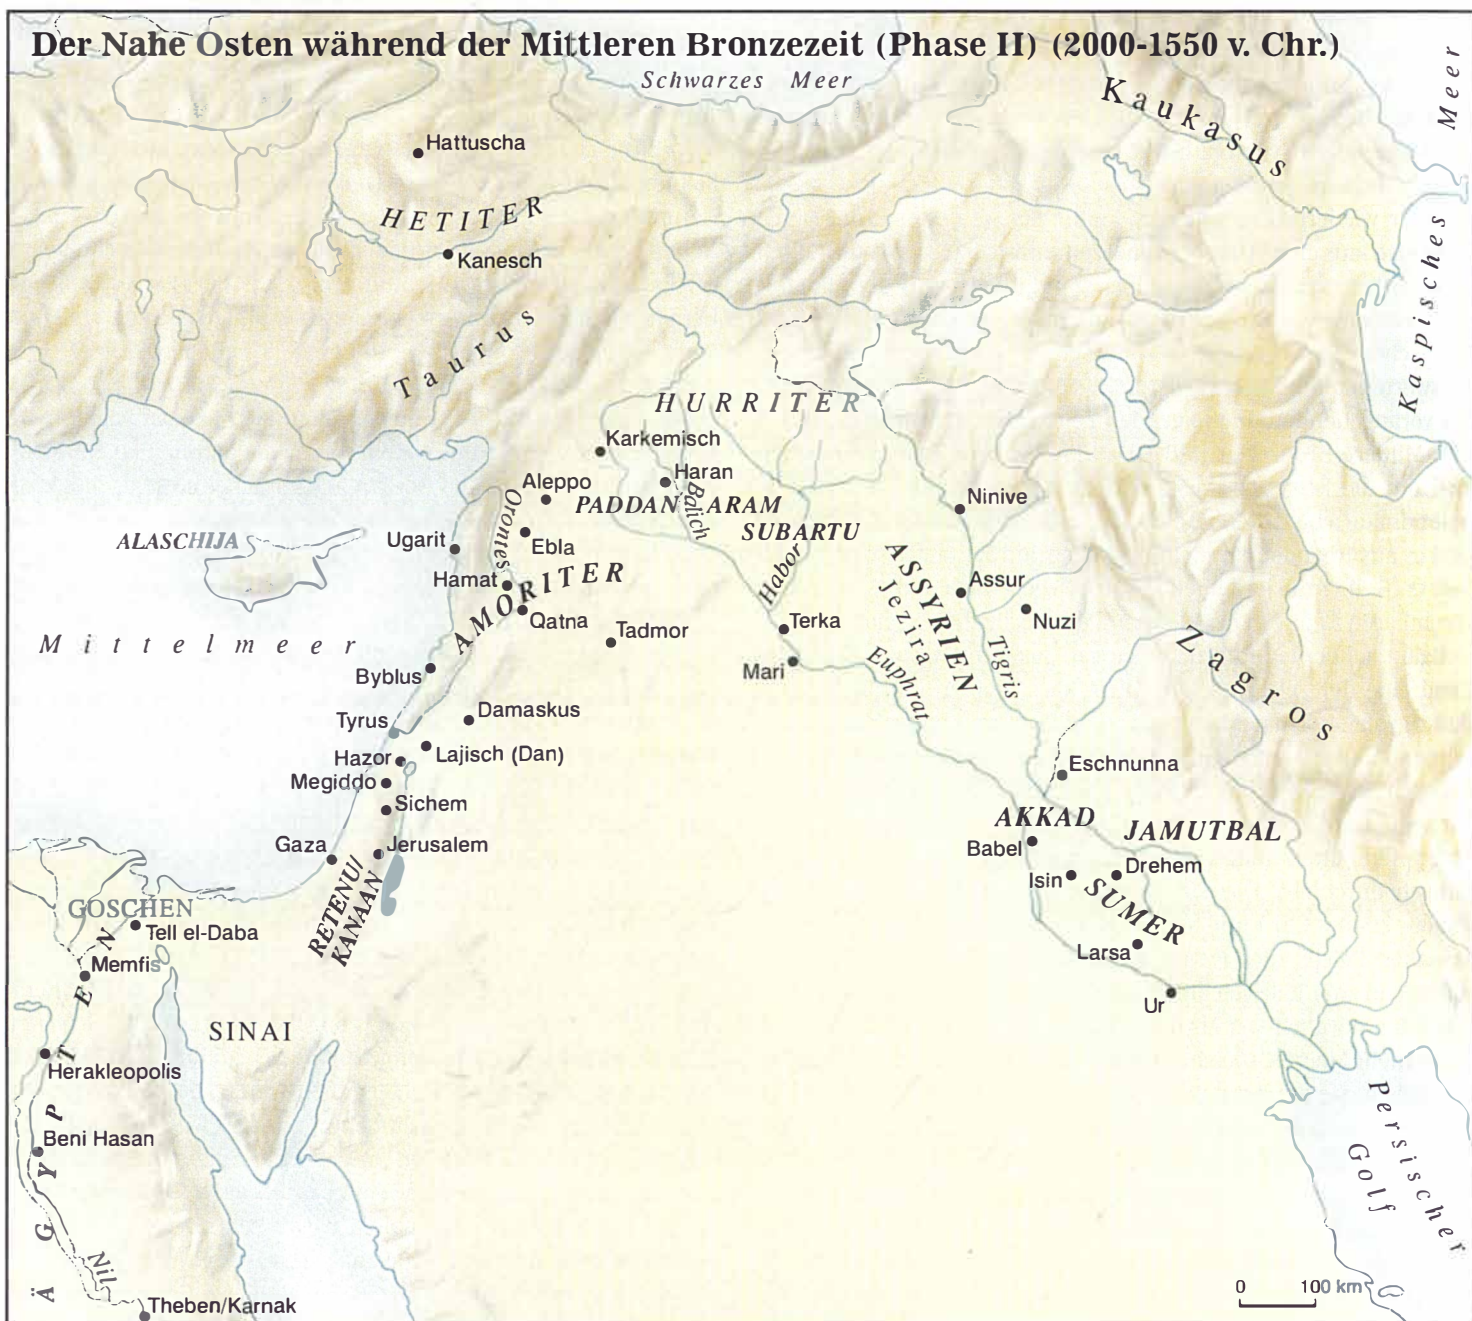 Der Nahe Osten während der Mittleren Bronzezeit (Phase II) (2000-1550 v. Chr.)
Schwarzes Meer
Kaukasus
Kaspisches Meer
Hattuscha
HETITER
Kanesch
Taurus
HURRITER
Karkemisch
Haran
Aleppo
Orontes
PADDAN ARAM
Balich
SUBARTU
Ninive
ALASCHIJA
Ugarit
Ebla
Habor
ASSYRIEN
Jezira
Assur
Hamat
AMORITER
Nuzi
Qatna
Tadmor
Terka
Mittelmeer
Mari
Euphrat
Tigris
Zagros
Byblus
Tyrus
Damaskus
Hazor
Lajisch (Dan)
Megiddo
Eschnunna
Sichem
AKKAD
JAMUTBAL
Gaza
Jerusalem
Babel
Drehem
Isin
RETENU/
KANAAN
SUMER
GOSCHEN
Tell el-Daba
Larsa
Memfis
Ur
SINAI
Herakleopolis
ÄGYPTEN
Beni Hasan
Persischer
Golf
Nil
Theben/Karnak
0 100 km